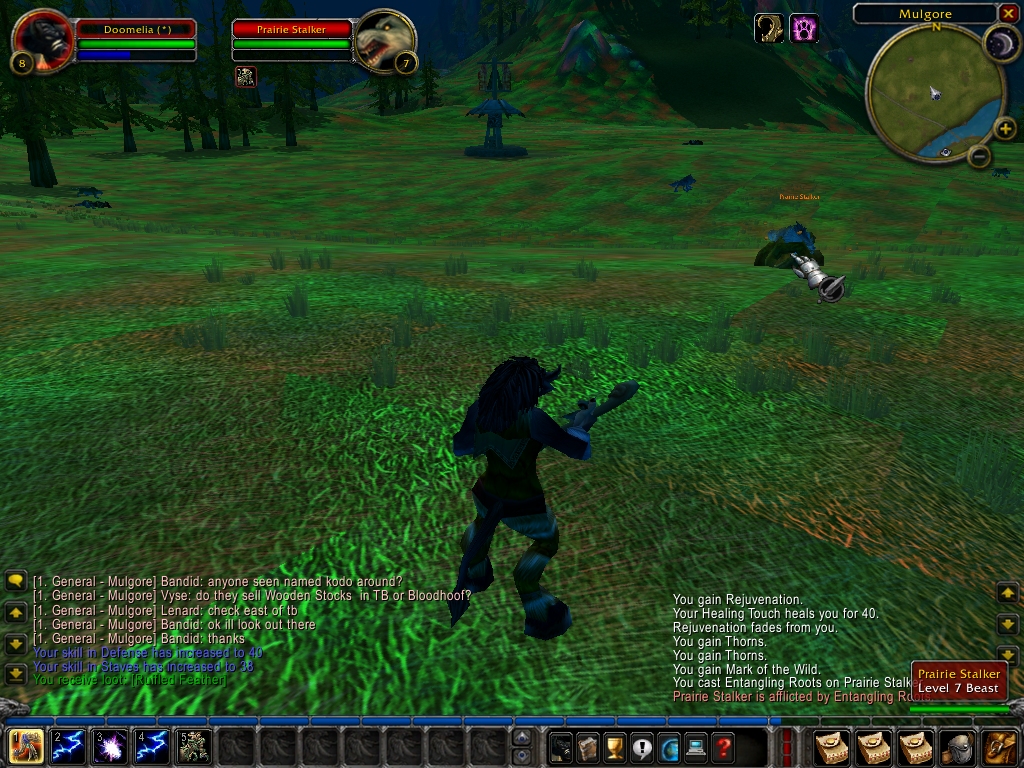 Doomelia (*)
8
Prairie Stalker
7
Mulgore
N
Prairie Stalker
[1. General - Mulgore] Bandid: anyone seen named kodo around?
[1. General - Mulgore] Vyse: do they sell Wooden Stocks in TB or Bloodhoof?
[1. General - Mulgore] Lenard: check east of tb
[1. General - Mulgore] Bandid: ok ill look out there
[1. General - Mulgore] Bandid: thanks
Your skill in Defense has increased to 40
Your skill in Staves has increased to 38
You receive loot: [Ruffled Feather]
You gain Rejuvenation.
Your Healing Touch heals you for 40.
Rejuvenation fades from you.
You gain Thorns.
You gain Thorns.
You gain Mark of the Wild.
You cast Entangling Roots on Prairie Stalk
Prairie Stalker is afflicted by Entangling Roots.
Prairie Stalker
Level 7 Beast
1 2 3 4 5